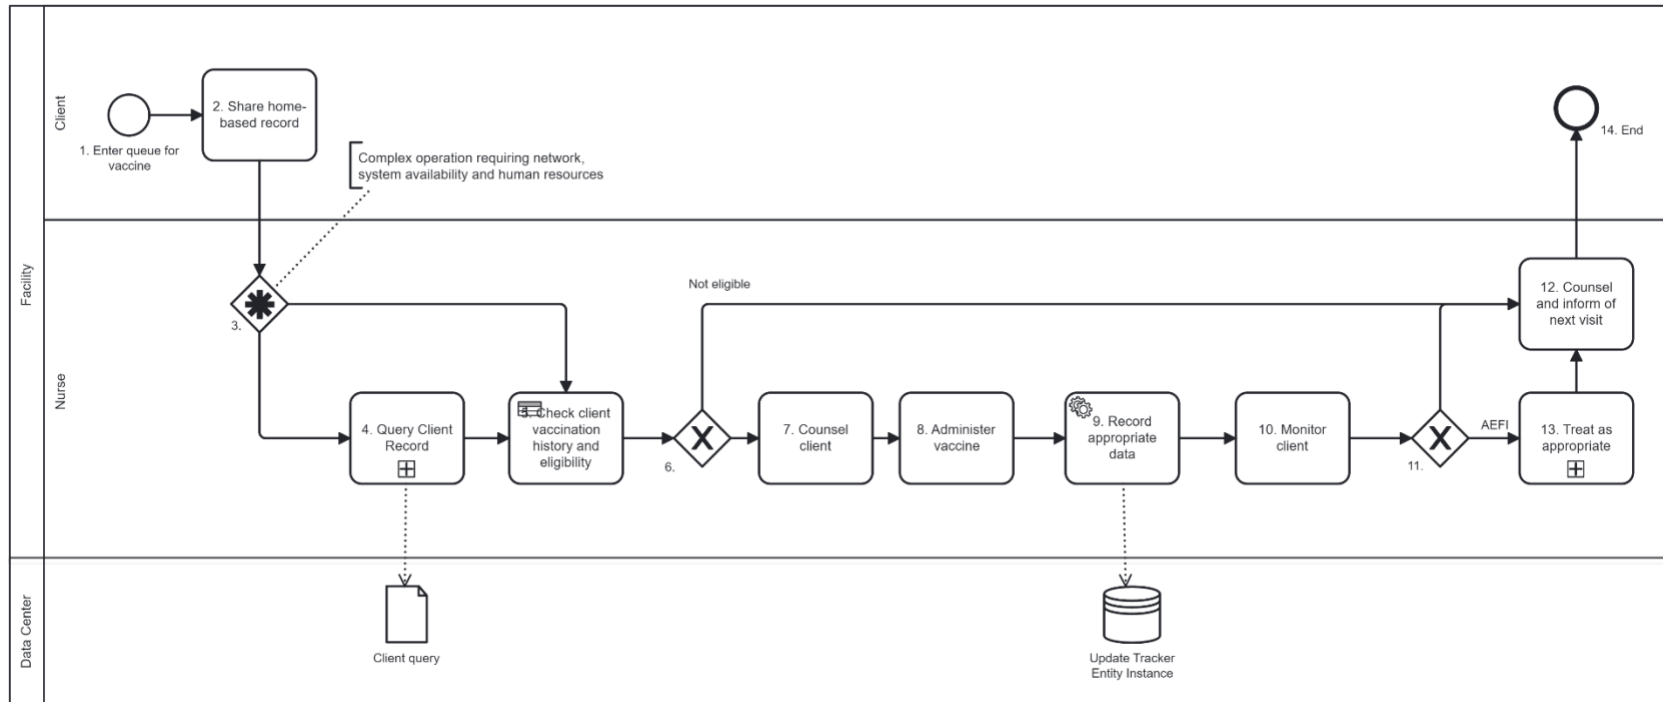 Facility
Client
1. Enter queue for
vaccine
2. Share home-
based record
Complex operation requiring network,
system availability and human resources
14. End
Nurse
3.
4. Query Client
Record
5. Check client
vaccination
history and
eligibility
6.
Not eligible
7. Counsel
client
8. Administer
vaccine
9. Record
appropriate
data
10. Monitor
client
11.
AEFI
12. Counsel
and inform of
next visit
13. Treat as
appropriate
Data Center
Client query
Update Tracker
Entity Instance